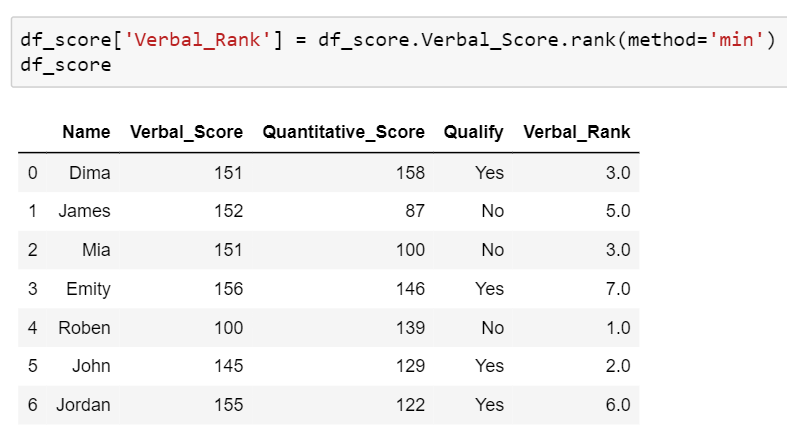 df_score['Verbal_Rank'] = df_score.Verbal_Score.rank(method='min')
df_score
Name Verbal_Score Quantitative_Score Qualify Verbal_Rank
0 Dima 151 158 Yes 3.0
1 James 152 87 No 5.0
2 Mia 151 100 No 3.0
3 Emity 156 146 Yes 7.0
4 Roben 100 139 No 1.0
5 John 145 129 Yes 2.0
6 Jordan 155 122 Yes 6.0